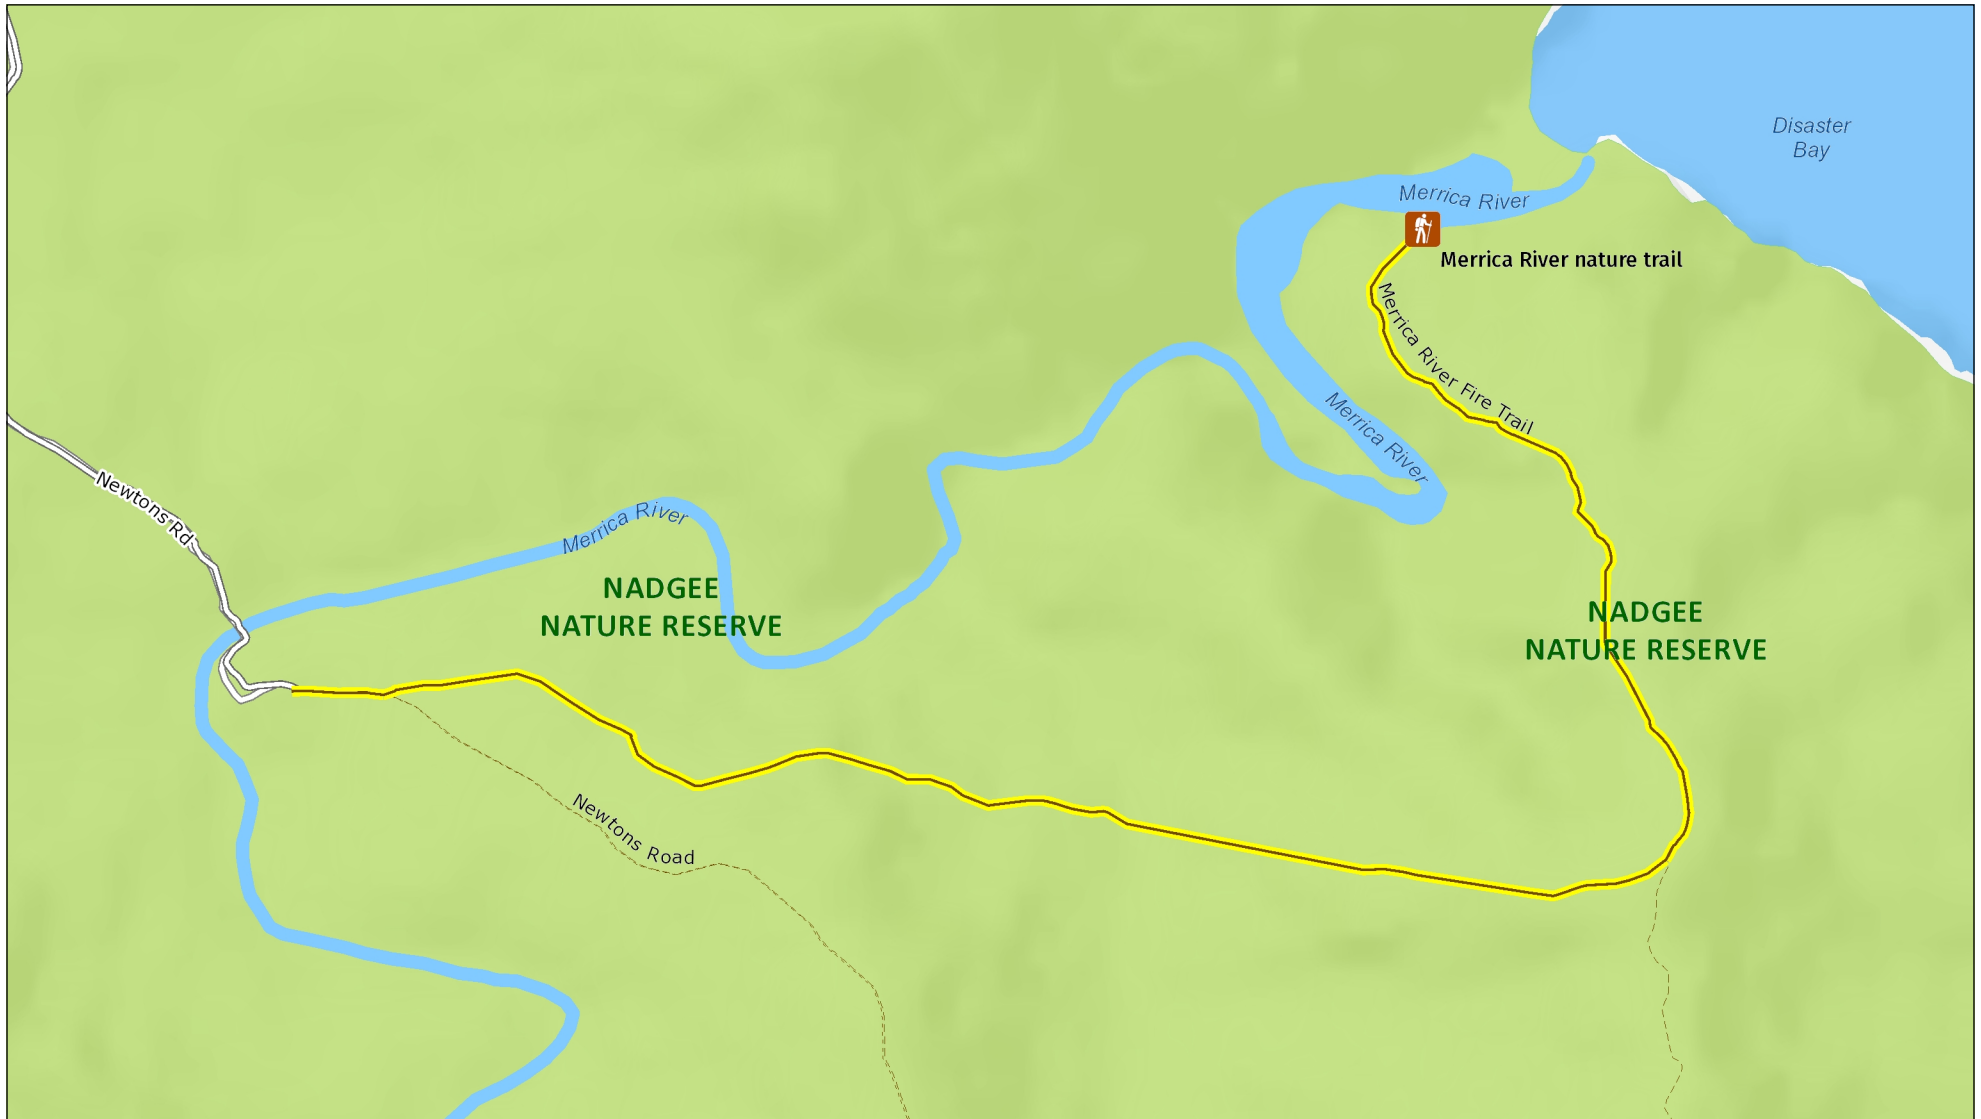 Disaster
Bay
Merrica River
Merrica River nature trail
Merrica River Fire Trail
Merrica River
Newtons Rd
Merrica River
NADGEE
NATURE RESERVE
NADGEE
NATURE RESERVE
Newtons Road